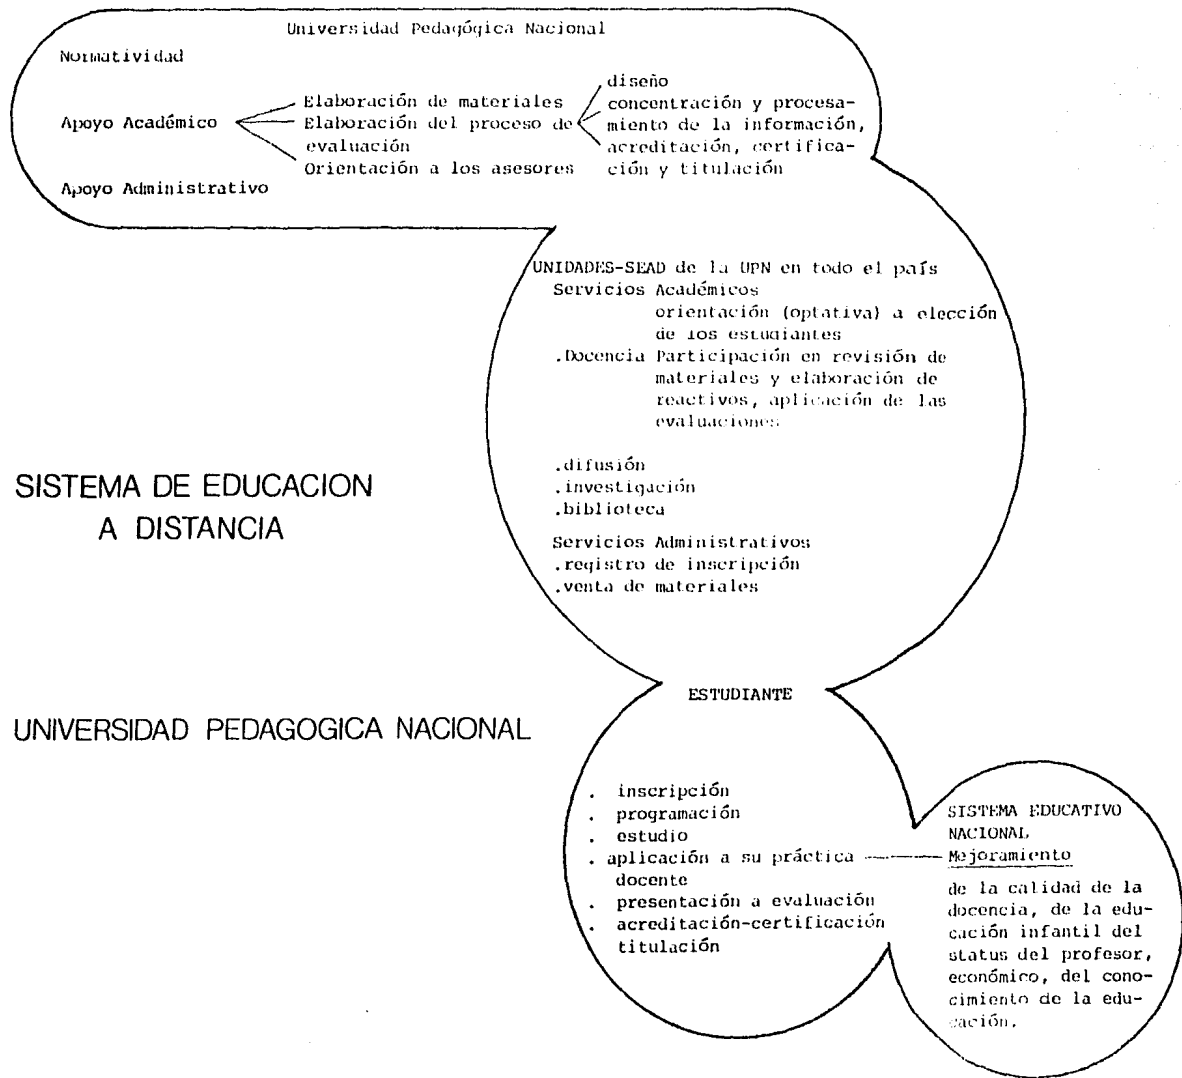 Universidad Pedagógica Nacional
Normatividad
Apoyo Académico
Elaboración de materiales
Elaboración del proceso de
evaluación
Orientación a los asesores
diseño
concentración y procesa-
miento de la información,
acreditación, certifica-
ción y titulación
Apoyo Administrativo
UNIDADES-SEAD de la UPN en todo el país
Servicios Académicos
orientación (optativa) a elección
de los estudiantes
.Docencia Participación en revisión de
materiales y elaboración de
reactivos, aplicación de las
evaluaciones
.difusión
.investigación
.biblioteca
Servicios Administrativos
.registro de inscripción
.venta de materiales
SISTEMA DE EDUCACION
A DISTANCIA
UNIVERSIDAD PEDAGOGICA NACIONAL
ESTUDIANTE
. inscripción
. programación
. estudio
. aplicación a su práctica
docente
. presentación a evaluación
. acreditación-certificación
titulación
SISTEMA EDUCATIVO
NACIONAL
Mejoramiento
de la calidad de la
docencia, de la edu-
cación infantil del
status del profesor,
económico, del cono-
cimiento de la edu-
cación.